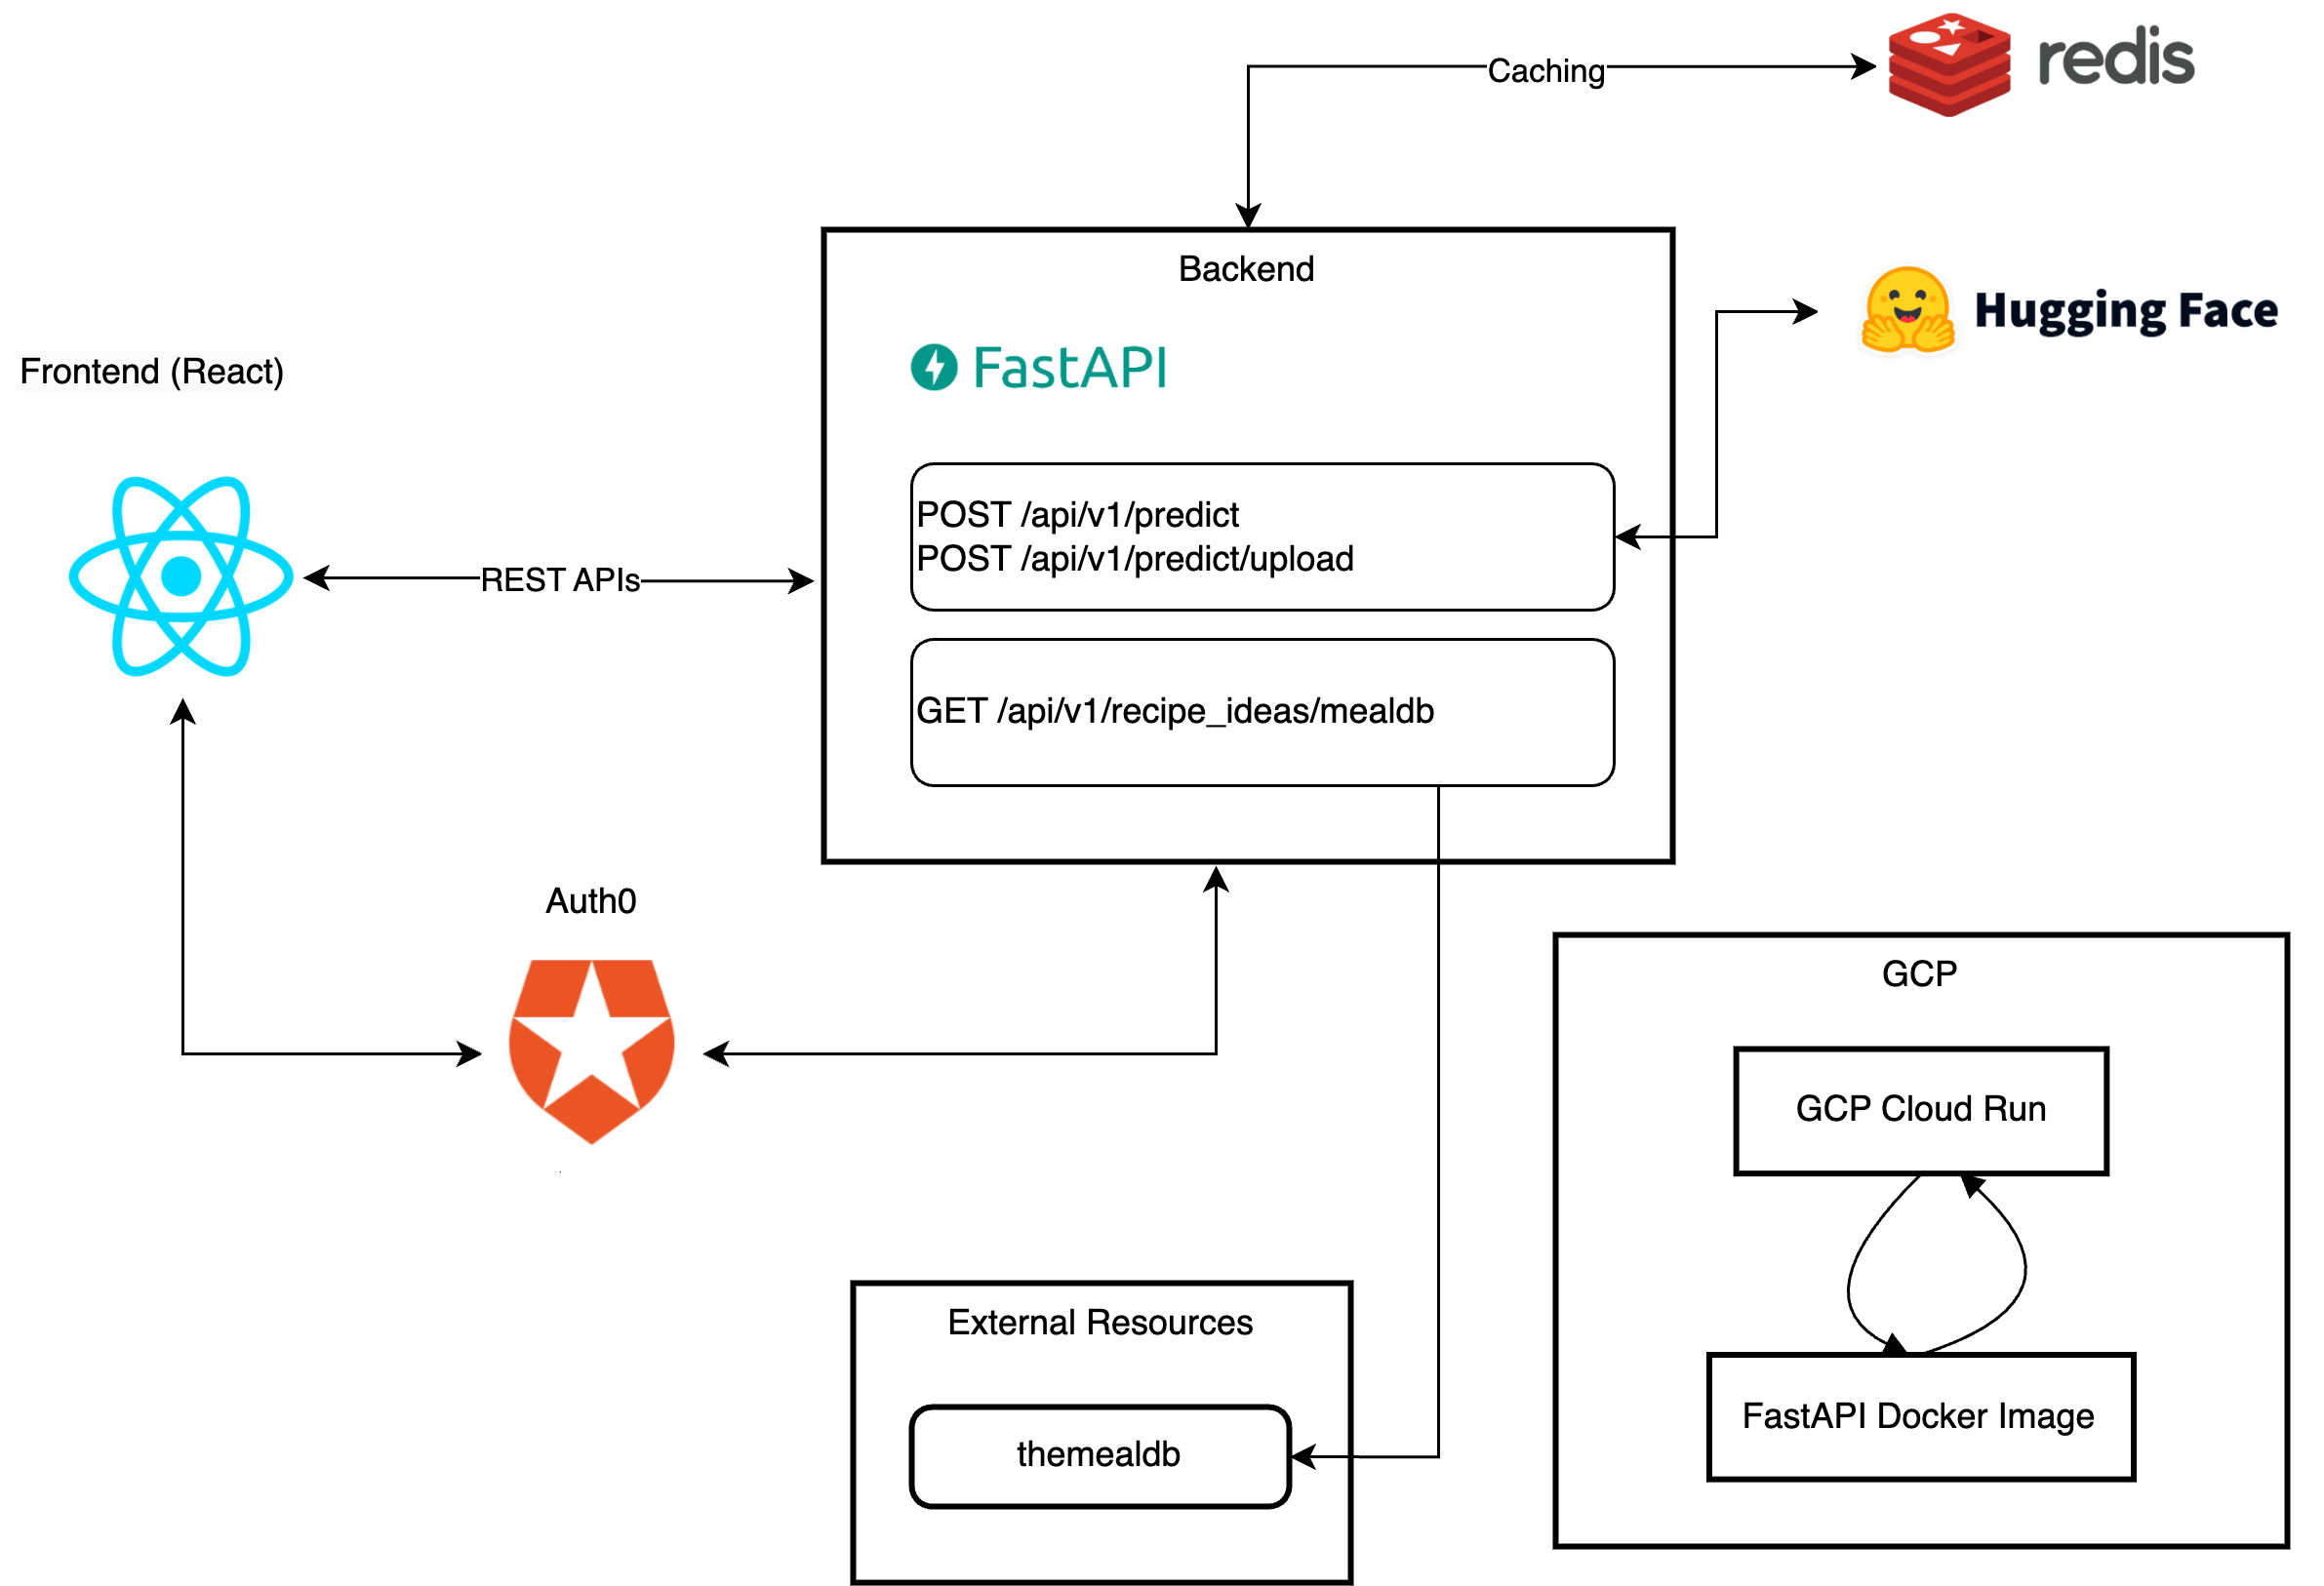 Caching
redis
Backend
FastAPI
Hugging Face
Frontend (React)
POST /api/v1/predict
POST /api/v1/predict/upload
REST APIs
GET /api/v1/recipe_ideas/mealdb
Auth0
GCP
GCP Cloud Run
External Resources
FastAPI Docker Image
themealdb